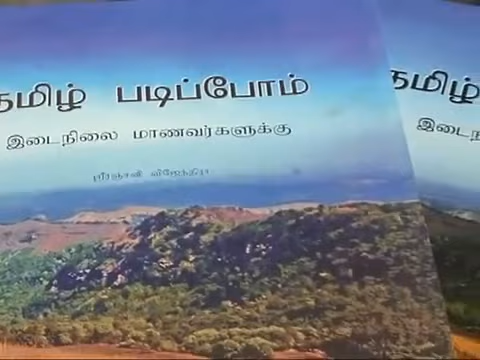 தமிழ் படிப்போம்
இடைநிலை மாணவர்களுக்கு
தமிழ்
இடைநி